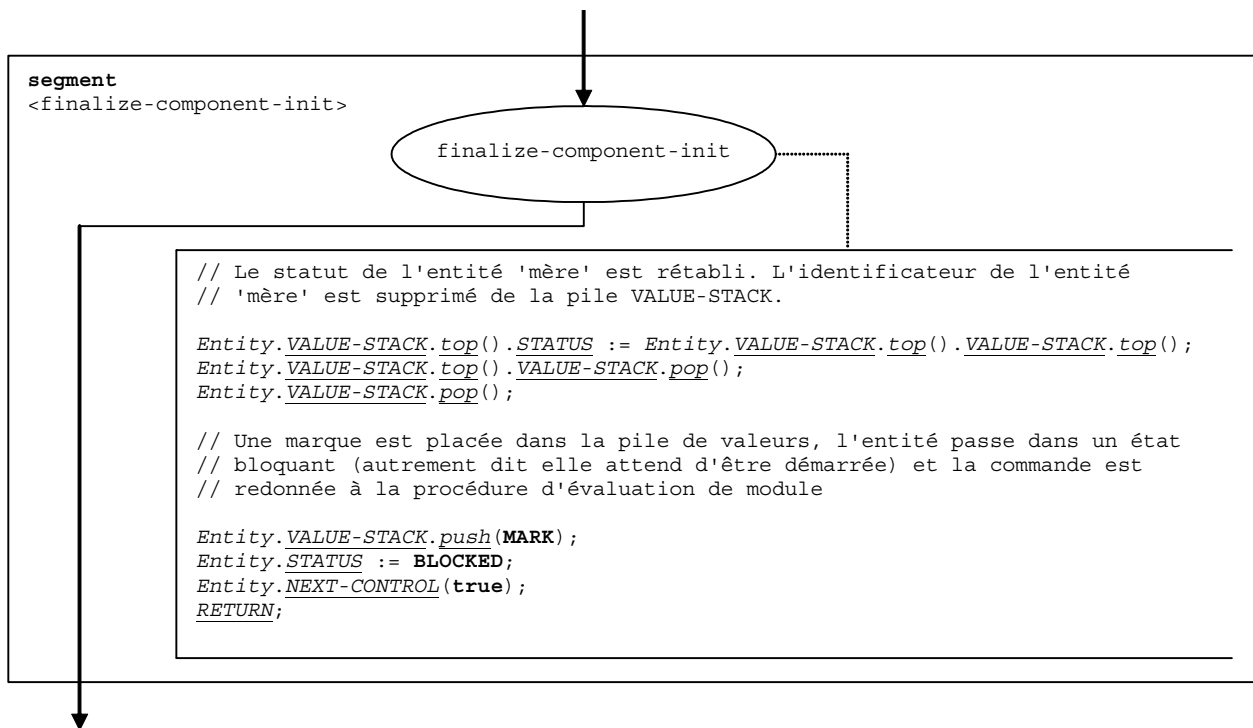 segment
<finalize-component-init>
finalize-component-init
// Le statut de l'entité 'mère' est rétabli. L'identificateur de l'entité
// 'mère' est supprimé de la pile VALUE-STACK.
Entity.VALUE-STACK.top().STATUS := Entity.VALUE-STACK.top().VALUE-STACK.top();
Entity.VALUE-STACK.top().VALUE-STACK.pop();
Entity.VALUE-STACK.pop();
// Une marque est placée dans la pile de valeurs, l'entité passe dans un état
// bloquant (autrement dit elle attend d'être démarrée) et la commande est
// redonnée à la procédure d'évaluation de module
Entity.VALUE-STACK.push(MARK);
Entity.STATUS := BLOCKED;
Entity.NEXT-CONTROL(true);
RETURN;